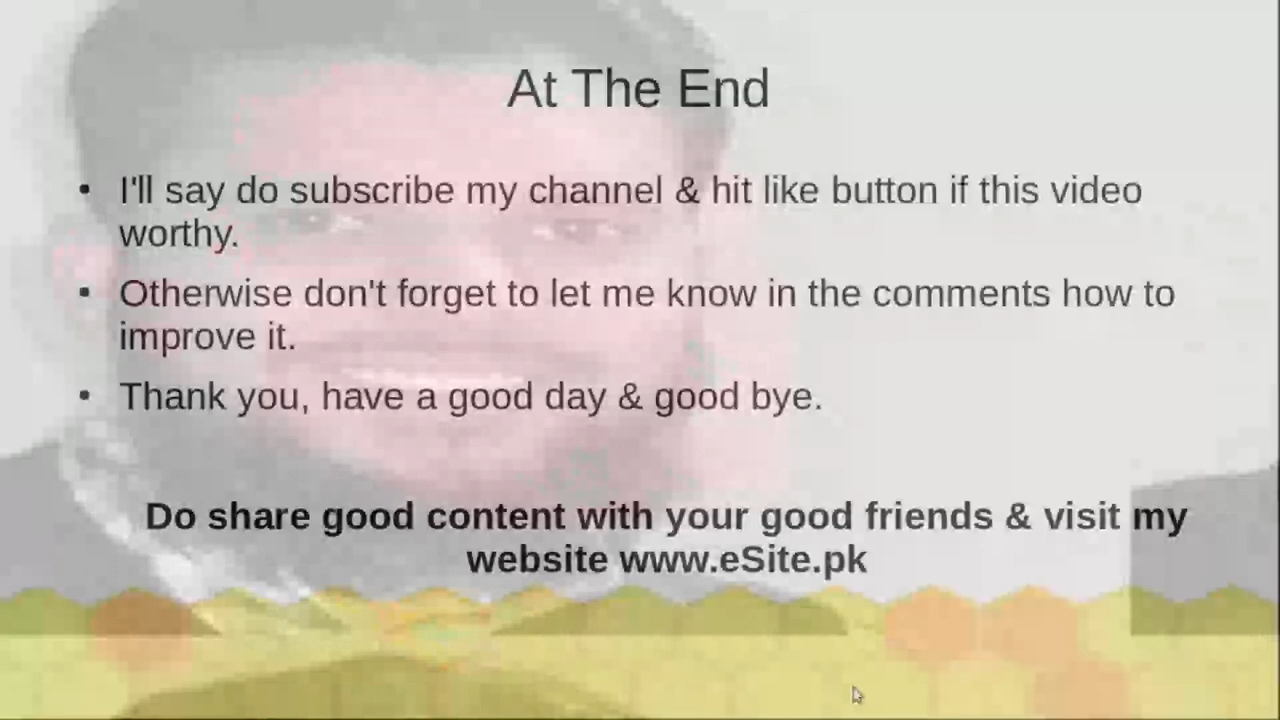 At The End
• I'll say do subscribe my channel & hit like button if this video
worthy.
• Otherwise don't forget to let me know in the comments how to
improve it.
• Thank you, have a good day & good bye.
Do share good content with your good friends & visit my
website www.eSite.pk